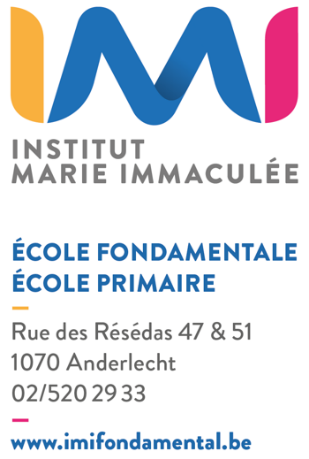 IMI
INSTITUT
MARIE IMMACULÉE
ÉCOLE FONDAMENTALE
ÉCOLE PRIMAIRE
Rue des Résédas 47 & 51
1070 Anderlecht
02/520 29 33
www.imifondamental.be